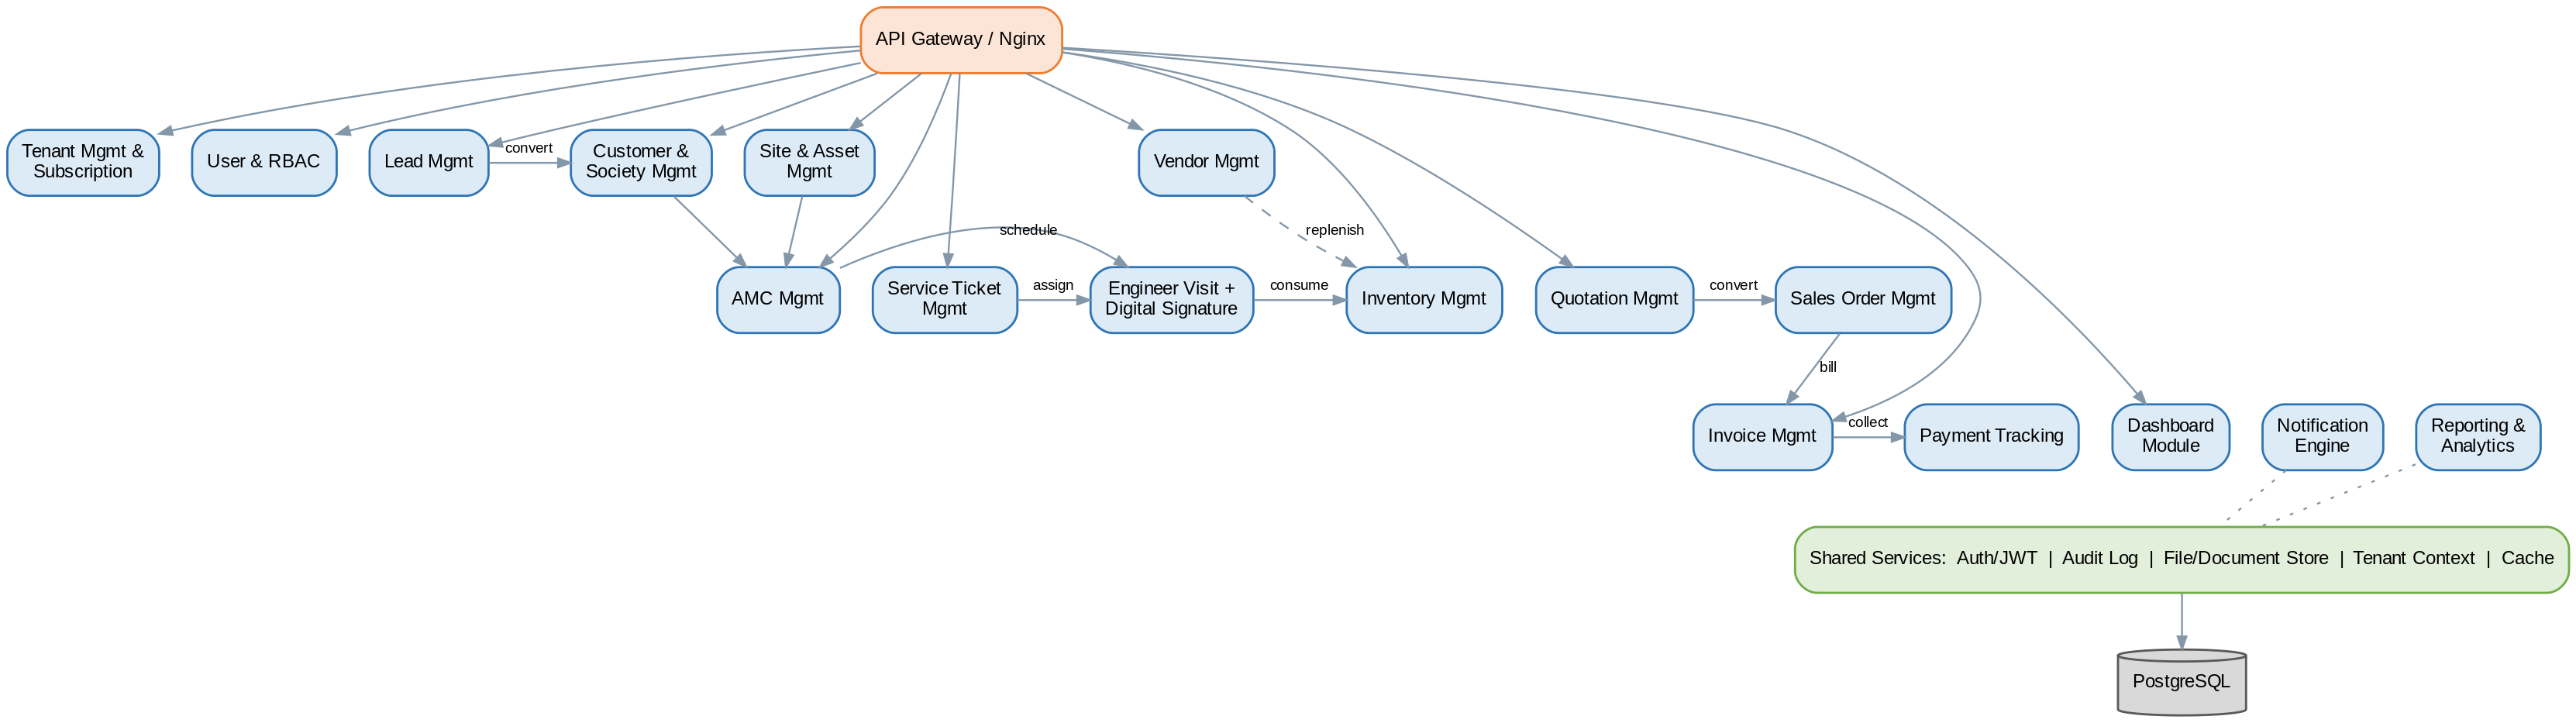 API Gateway / Nginx
Tenant Mgmt &
Subscription
User & RBAC
Lead Mgmt
convert
Customer &
Society Mgmt
Site & Asset
Mgmt
Vendor Mgmt
schedule
replenish
AMC Mgmt
Service Ticket
Mgmt
assign
Engineer Visit +
Digital Signature
consume
Inventory Mgmt
Quotation Mgmt
convert
Sales Order Mgmt
bill
Invoice Mgmt
collect
Payment Tracking
Dashboard
Module
Notification
Engine
Reporting &
Analytics
Shared Services:  Auth/JWT  |  Audit Log  |  File/Document Store  |  Tenant Context  |  Cache
PostgreSQL